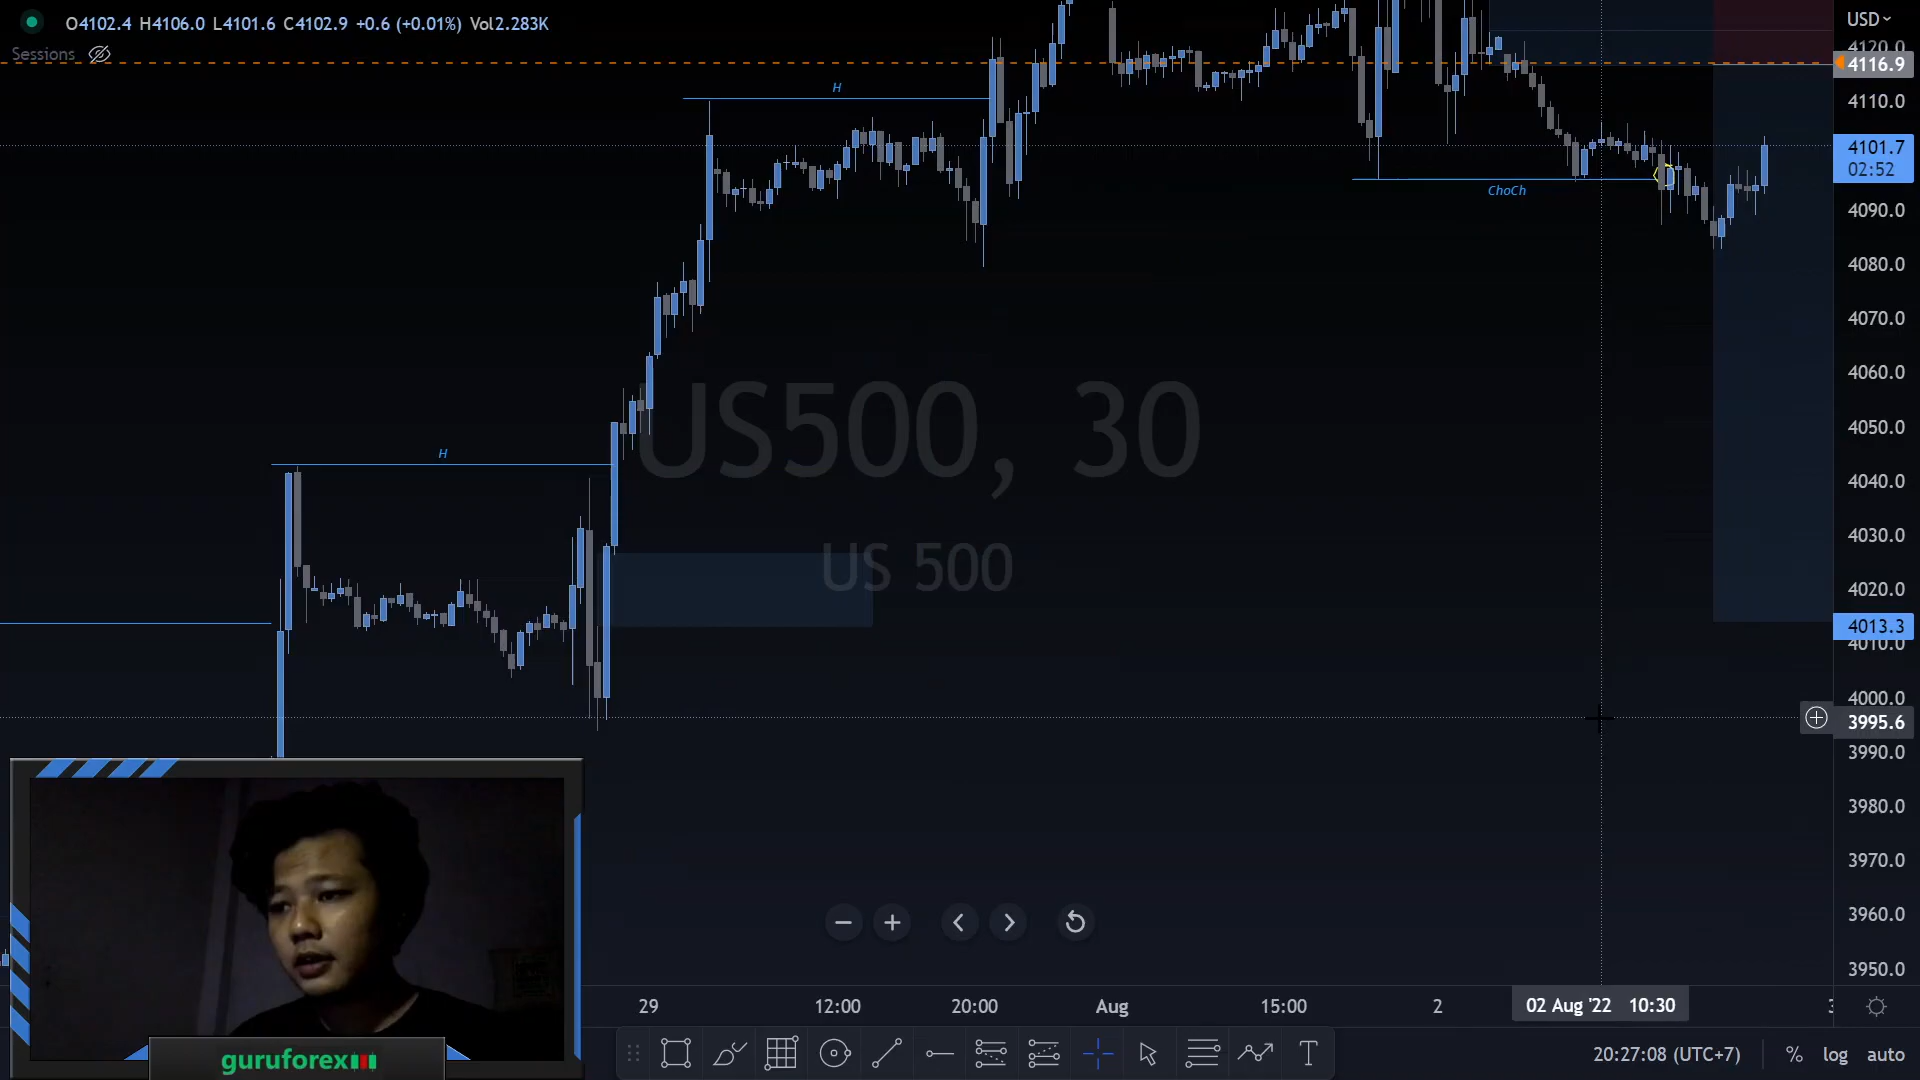 O4102.4 H4106.0 L4101.6 C4102.9 +0.6 (+0.01%) Vol2.283K
USD
Sessions
4120.0
4116.9
H
4110.0
4101.7
02:52
ChoCh
4090.0
4080.0
4070.0
4060.0
US500, 30
4050.0
H
4040.0
4030.0
US 500
4020.0
4013.3
4010.0
4000.0
3995.6
3990.0
3980.0
3970.0
3960.0
3950.0
29 12:00 20:00 Aug 15:00 2 02 Aug '22 10:30
guruforex
T
20:27:08 (UTC+7) % log auto